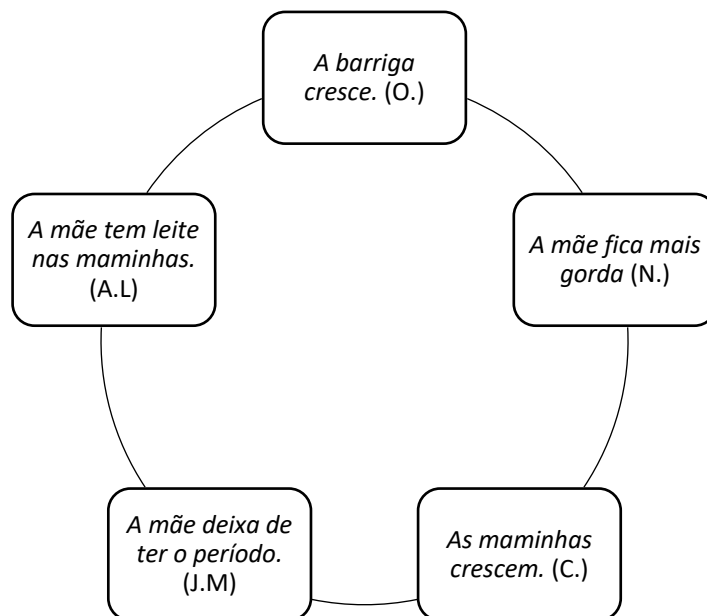 A barriga
cresce. (O.)
A mãe fica mais
gorda (N.)
As maminhas
crescem. (C.)
A mãe deixa de
ter o período.
(J.M)
A mãe tem leite
nas maminhas.
(A.L)